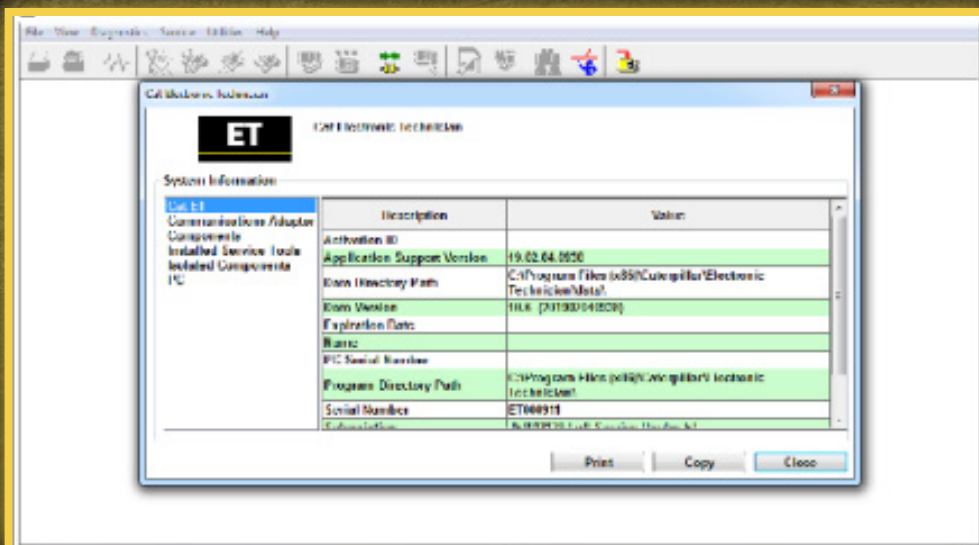 File View Diagnostics Service Utilities Help
Cat Electronic Technician
ET
Cat Electronic Technician
System Information
Cat ET
Communications Adapter
Components
Installed Service Tools
Isolated Components
PC
Description Value
Activation ID
Application Support Version 19.02.04.0930
Data Directory Path C:\Program Files (x86)\Caterpillar\Electronic
Technician\data\
Data Version
Expiration Date
Name
PC Serial Number
Program Directory Path C:\Program Files (x86)\Caterpillar\Electronic
Technician\
Serial Number ET000911
Subscription
Print Copy Close